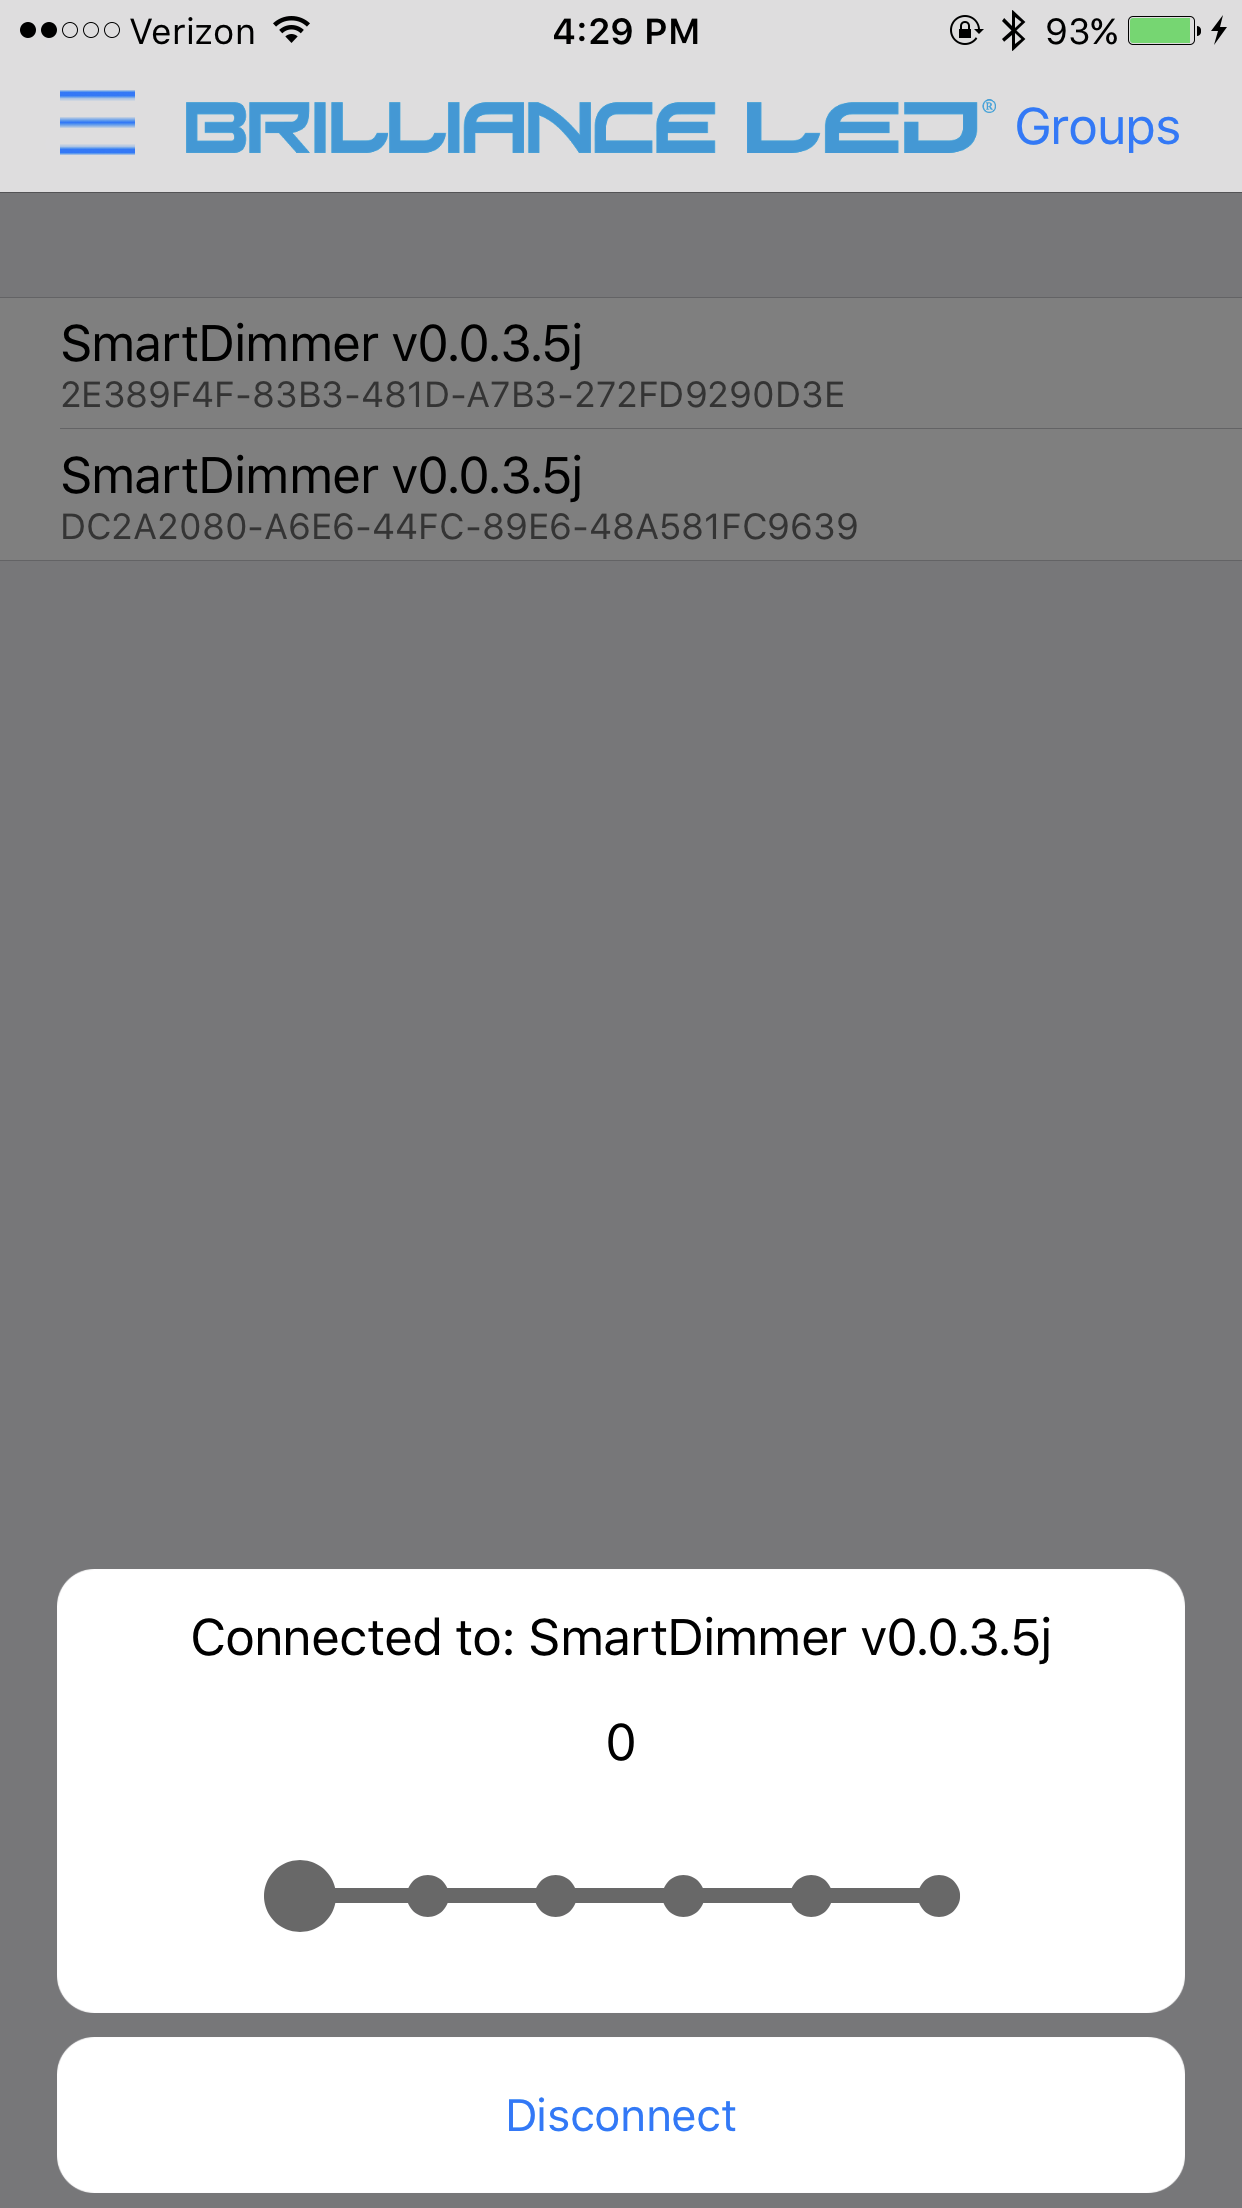 Verizon 4:29 PM 93%
BRILLIANCE LED® Groups
SmartDimmer v0.0.3.5j
2E389F4F-83B3-481D-A7B3-272FD9290D3E
SmartDimmer v0.0.3.5j
DC2A2080-A6E6-44FC-89E6-48A581FC9639
Connected to: SmartDimmer v0.0.3.5j
0
Disconnect